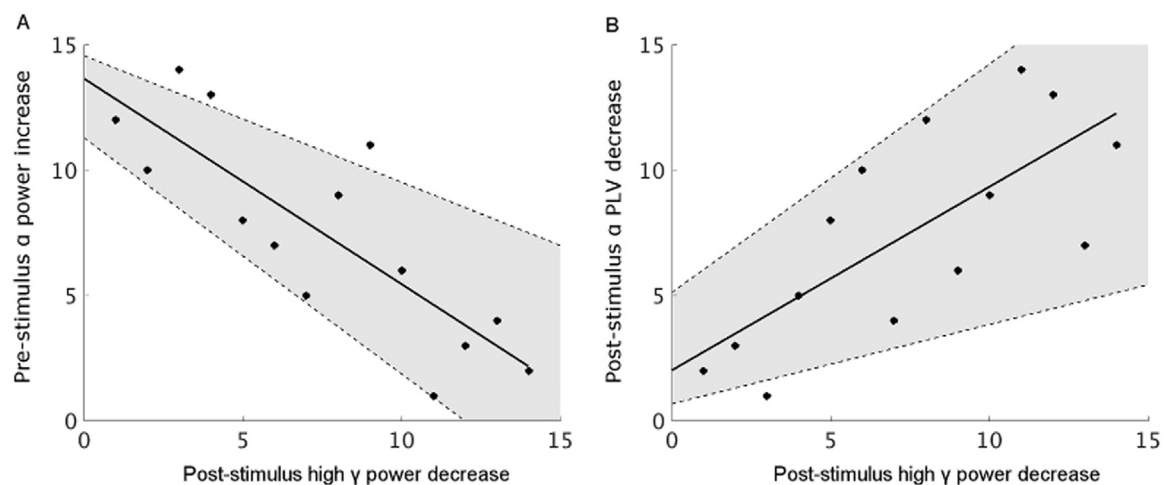 A
15
10
5
0
0 5 10 15
Pre-stimulus α power increase
Post-stimulus high γ power decrease
B
15
10
5
0
0 5 10 15
Post-stimulus α PLV decrease
Post-stimulus high γ power decrease